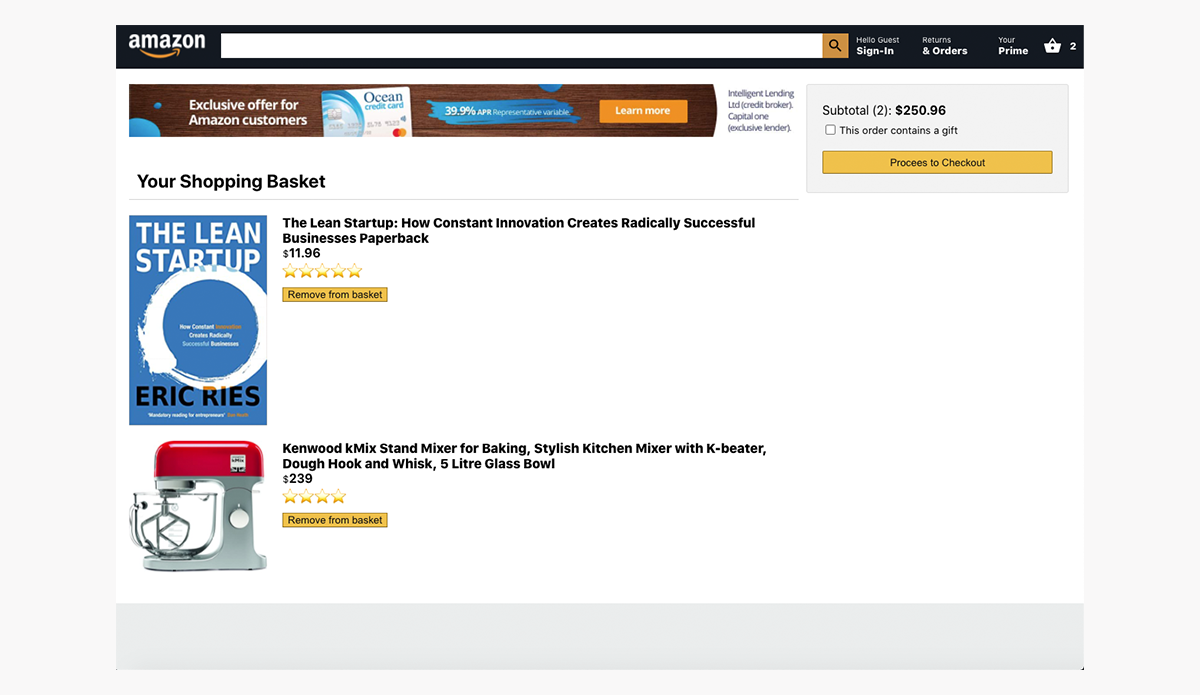 amazon
Hello Guest
Sign-In
Returns
& Orders
Your
Prime
2
Exclusive offer for
Amazon customers
Ocean
credit card
39.9% APR Representative variable.
Learn more
Intelligent Lending
Ltd (credit broker).
Capital one
(exclusive lender).
Subtotal (2): $250.96
This order contains a gift
Procees to Checkout
Your Shopping Basket
THE LEAN
STARTUP
How Constant Innovation
Creates Radically
Successful Businesses
ERIC RIES
'Mandatory reading for entrepreneurs'
The Lean Startup: How Constant Innovation Creates Radically Successful
Businesses Paperback
$11.96
Remove from basket
Kenwood kMix Stand Mixer for Baking, Stylish Kitchen Mixer with K-beater,
Dough Hook and Whisk, 5 Litre Glass Bowl
$239
Remove from basket